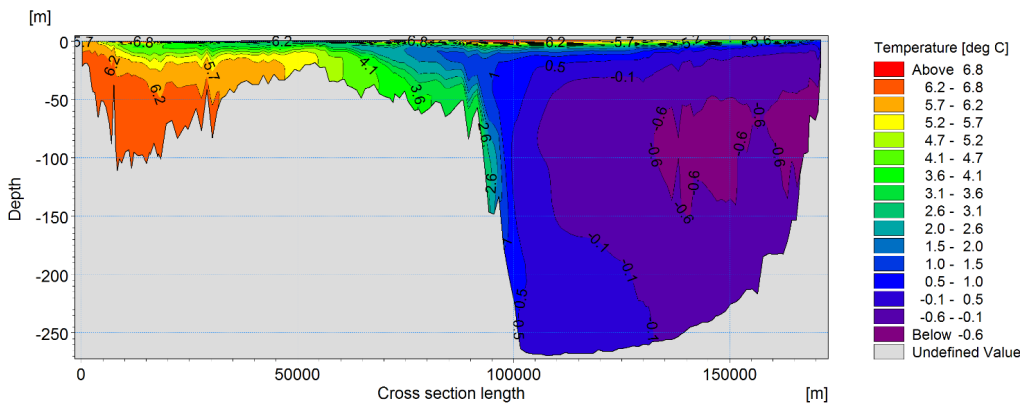 [m]
5.7 6.8 6.2 6.8 6.2 5.7 5.7 3.6
0
6.2 5.7 4.1 1 0.5 -0.1
6.2 3.6
-50
2.6 -0.6 -0.6 -0.6
-100
-0.6 -0.6
2.6 -0.6
-150
-0.6
1 -0.1
-200
-0.1
0.5
-250
-0.1
0 50000 100000 150000
Depth
Cross section length [m]
Temperature [deg C]
Above 6.8
6.2 - 6.8
5.7 - 6.2
5.2 - 5.7
4.7 - 5.2
4.1 - 4.7
3.6 - 4.1
3.1 - 3.6
2.6 - 3.1
2.0 - 2.6
1.5 - 2.0
1.0 - 1.5
0.5 - 1.0
-0.1 - 0.5
-0.6 - -0.1
Below -0.6
Undefined Value